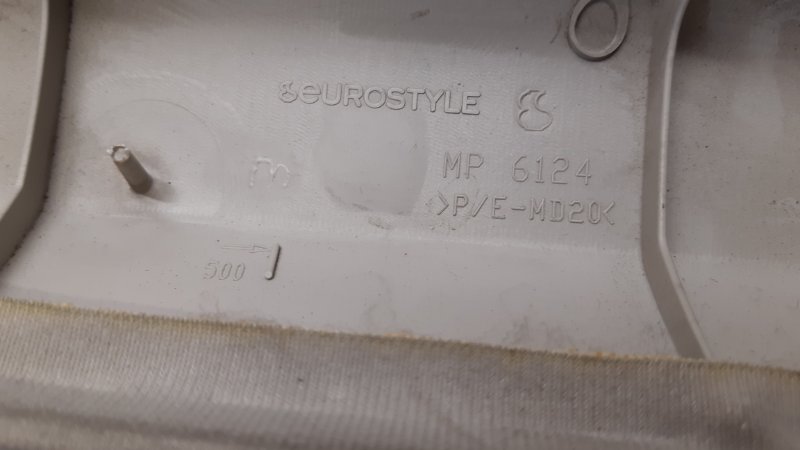 eUROSTYLE
MP 6124
>P/E-MD20<
500